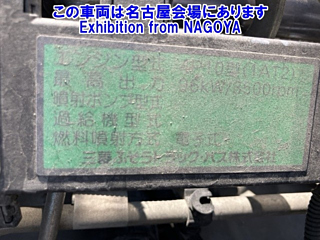 この車両は名古屋会場にあります
Exhibition from NAGOYA
エンジン型式
最高出力 96kW/3500rpm
噴射ポンプ型式
過給機型式
燃料噴射方式 電子式
三菱ふそうトラック・バス株式会社